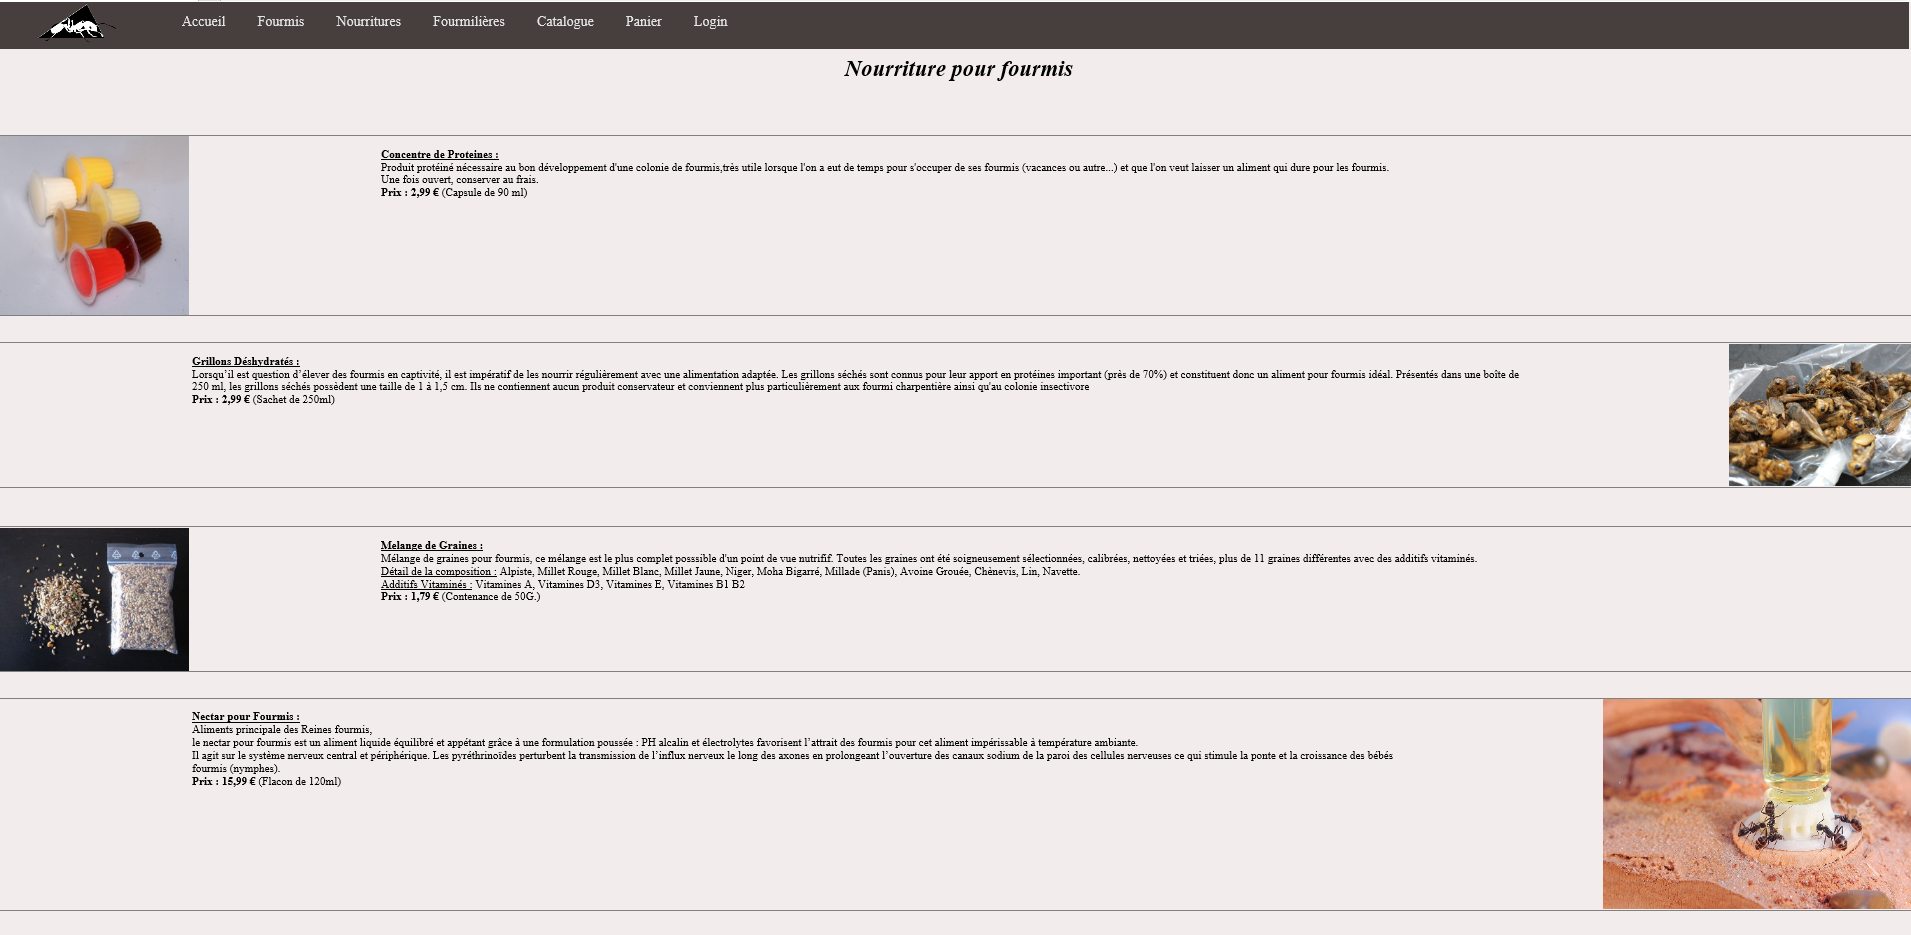 Accueil Fourmis Nourritures Fourmilières Catalogue Panier Login
Nourriture pour fourmis
Concentre de Proteines :
Produit protéiné nécessaire au bon développement d'une colonie de fourmis,très utile lorsque l'on a eut de temps pour s'occuper de ses fourmis (vacances ou autre...) et que l'on veut laisser un aliment qui dure pour les fourmis.
Une fois ouvert, conserver au frais.
Prix : 2,99 € (Capsule de 90 ml)
Grillons Déshydratés :
Lorsqu’il est question d’élever des fourmis en captivité, il est impératif de les nourrir régulièrement avec une alimentation adaptée. Les grillons séchés sont connus pour leur apport en protéines important (près de 70%) et constituent donc un aliment pour fourmis idéal. Présentés dans une boîte de
250 ml, les grillons séchés possèdent une taille de 1 à 1,5 cm. Ils ne contiennent aucun produit conservateur et conviennent plus particulièrement aux fourmi charpentière ainsi qu'au colonie insectivore
Prix : 2,99 € (Sachet de 250ml)
Melange de Graines :
Mélange de graines pour fourmis, ce mélange est le plus complet posssible d'un point de vue nutrifif. Toutes les graines ont été soigneusement sélectionnées, calibrées, nettoyées et triées, plus de 11 graines différentes avec des additifs vitaminés.
Détail de la composition : Alpiste, Millet Rouge, Millet Blanc, Millet Jaune, Niger, Moha Bigarré, Millade (Panis), Avoine Grouée, Chènevis, Lin, Navette.
Additifs Vitaminés : Vitamines A, Vitamines D3, Vitamines E, Vitamines B1 B2
Prix : 1,79 € (Contenance de 50G.)
Nectar pour Fourmis :
Aliments principale des Reines fourmis,
le nectar pour fourmis est un aliment liquide équilibré et appétant grâce à une formulation poussée : PH alcalin et électrolytes favorisent l’attrait des fourmis pour cet aliment impérissable à température ambiante.
Il agit sur le système nerveux central et périphérique. Les pyréthrinoïdes perturbent la transmission de l’influx nerveux le long des axones en prolongeant l’ouverture des canaux sodium de la paroi des cellules nerveuses ce qui stimule la ponte et la croissance des bébés
fourmis (nymphes).
Prix : 15,99 € (Flacon de 120ml)